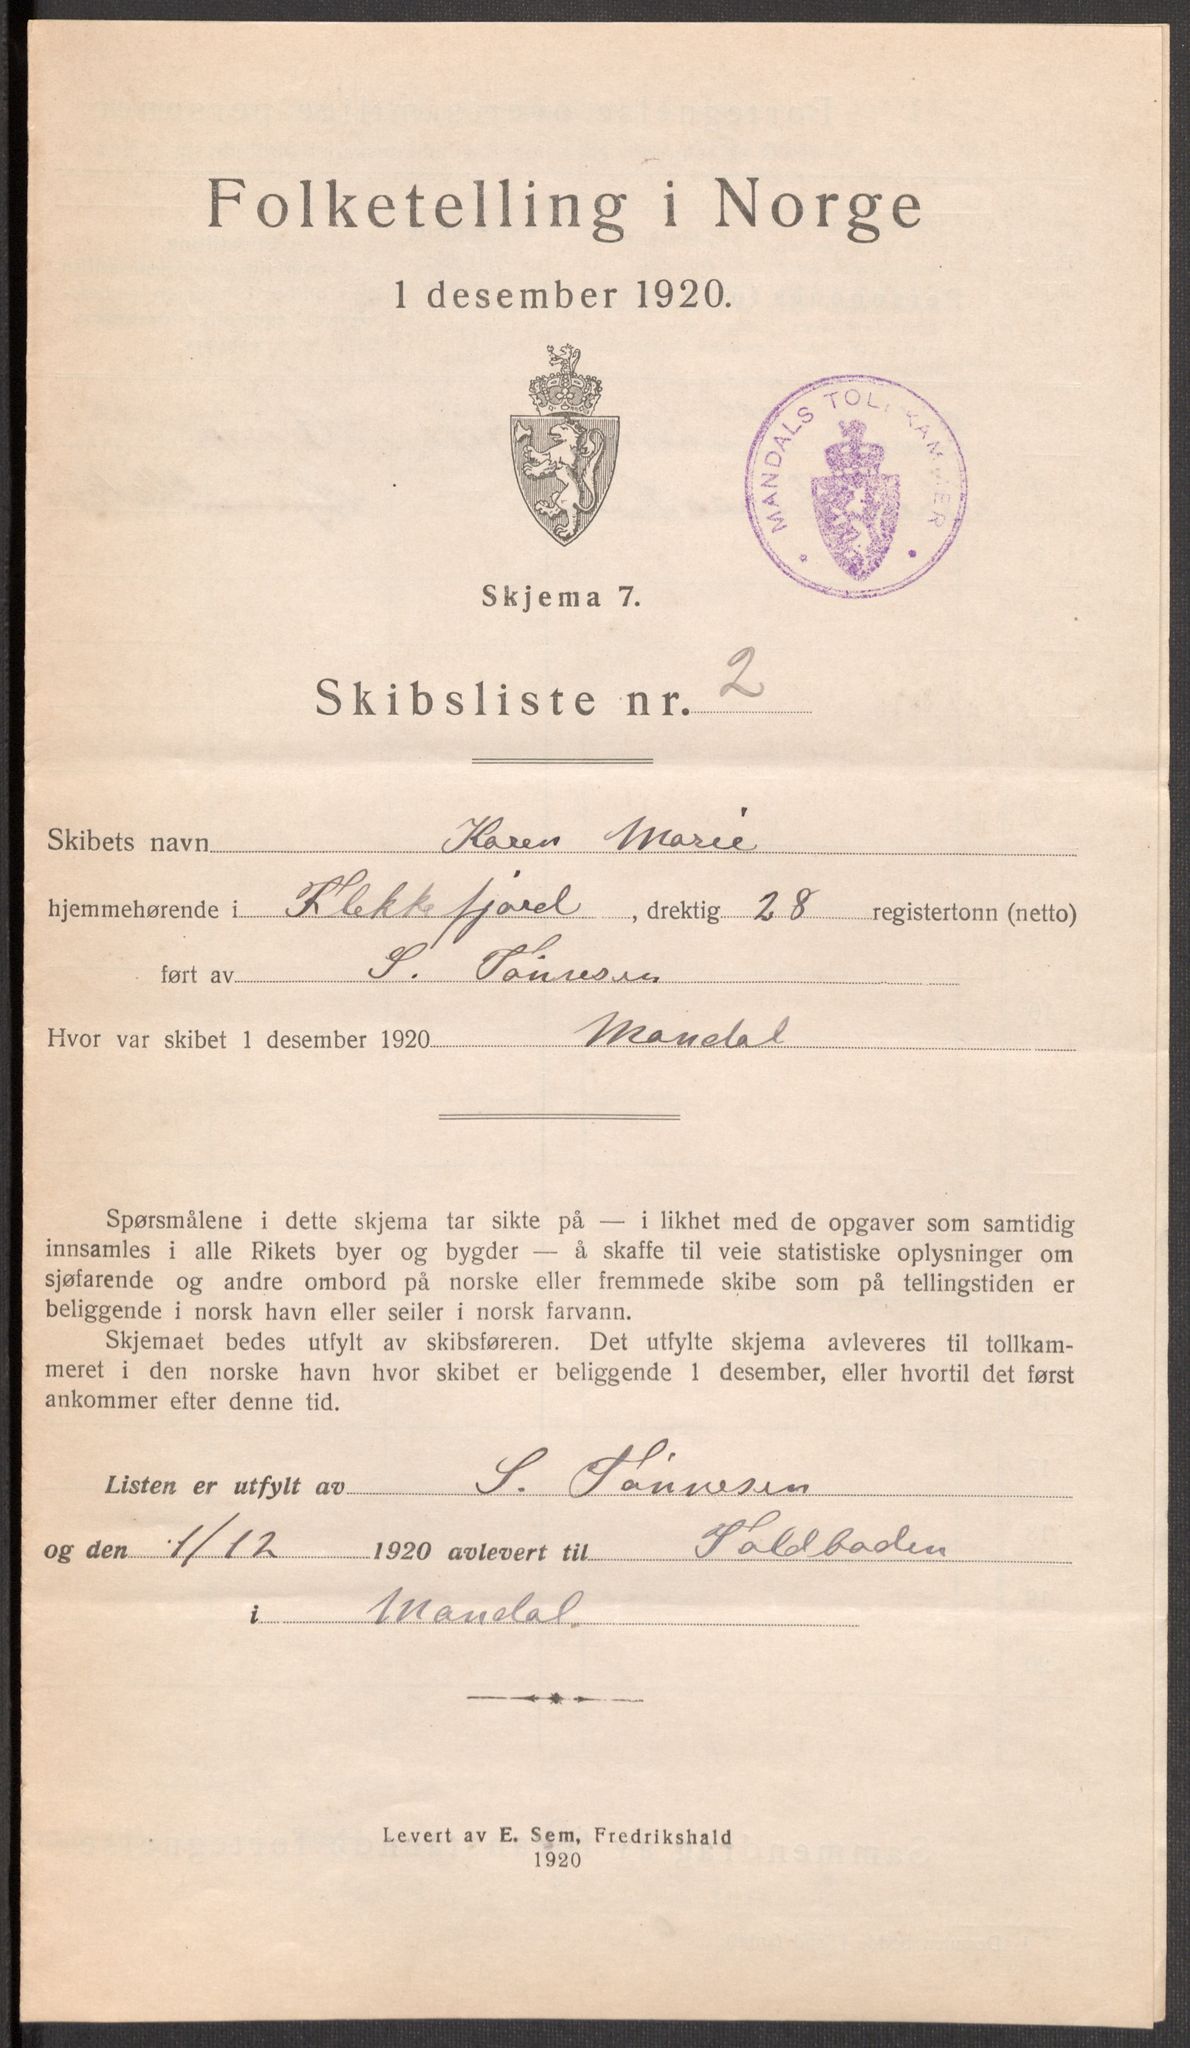 Folketelling i Norge
1 desember 1920.
MANDALS TOLLKAMMER
Skjema 7.
Skibsliste nr. 2
Skibets navn Karen Marie
hjemmehørende i Flekkefjord, drektig 28 registertonn (netto)
ført av S. Tönnesen
Hvor var skibet 1 desember 1920 Mandal
Spørsmålene i dette skjema tar sikte på — i likhet med de opgaver som samtidig
innsamles i alle Rikets byer og bygder — å skaffe til veie statistiske oplysninger om
sjøfarende og andre ombord på norske eller fremmede skibe som på tellingstiden er
beliggende i norsk havn eller seiler i norsk farvann.
Skjemaet bedes utfylt av skibsføreren. Det utfylte skjema avleveres til tollkam-
meret i den norske havn hvor skibet er beliggende 1 desember, eller hvortil det først
ankommer efter denne tid.
Listen er utfylt av S. Tönnesen
og den 1/12 1920 avlevert til Toldboden
i Mandal
Levert av E. Sem, Fredrikshald
1920